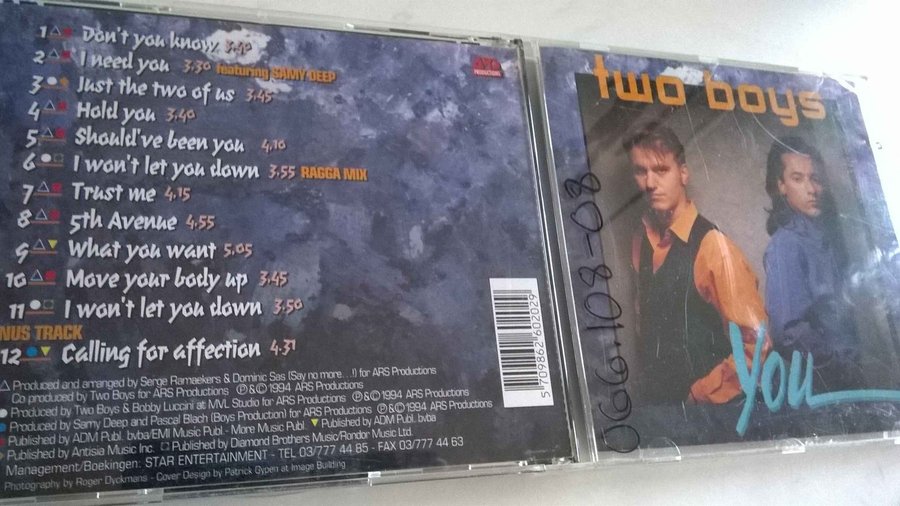 1 Don't you know 3.40
2 I need you 3.30 featuring SAMY DEEP
3 Just the two of us 3.45
4 Hold you 3.40
5 Should've been you 4.10
6 I won't let you down 3.55 RAGGA MIX
7 Trust me 4.15
8 5th Avenue 4.55
9 What you want 5.05
10 Move your body up 3.45
11 I won't let you down 3.50
NUS TRACK
12 Calling for affection 4.31
Produced and arranged by Serge Ramaekers & Dominic Sas (Say no more...!) for ARS Productions
Co produced by Two Boys for ARS Productions ℗&© 1994 ARS Productions
Produced by Two Boys & Bobby Luccini at MVL Studio for ARS Productions ℗&© 1994 ARS Productions
Produced by Samy Deep and Pascal Blach (Boys Production) for ARS Productions ℗&© 1994 ARS Productions
Published by ADM Publ. bvba/EMI Music Publ - More Music Publ. Published by ADM Publ. bvba
Published by Antisia Music Inc. Published by Diamond Brothers Music/Rondor Music Ltd.
Management/Boekingen: STAR ENTERTAINMENT - TEL 03/777 44 85 - FAX 03/777 44 63
Photography by Roger Dyckmans - Cover Design by Patrick Oypen at Image Building
ARS
PRODUCTIONS
5 709862 602029
two boys
You
066.108-08